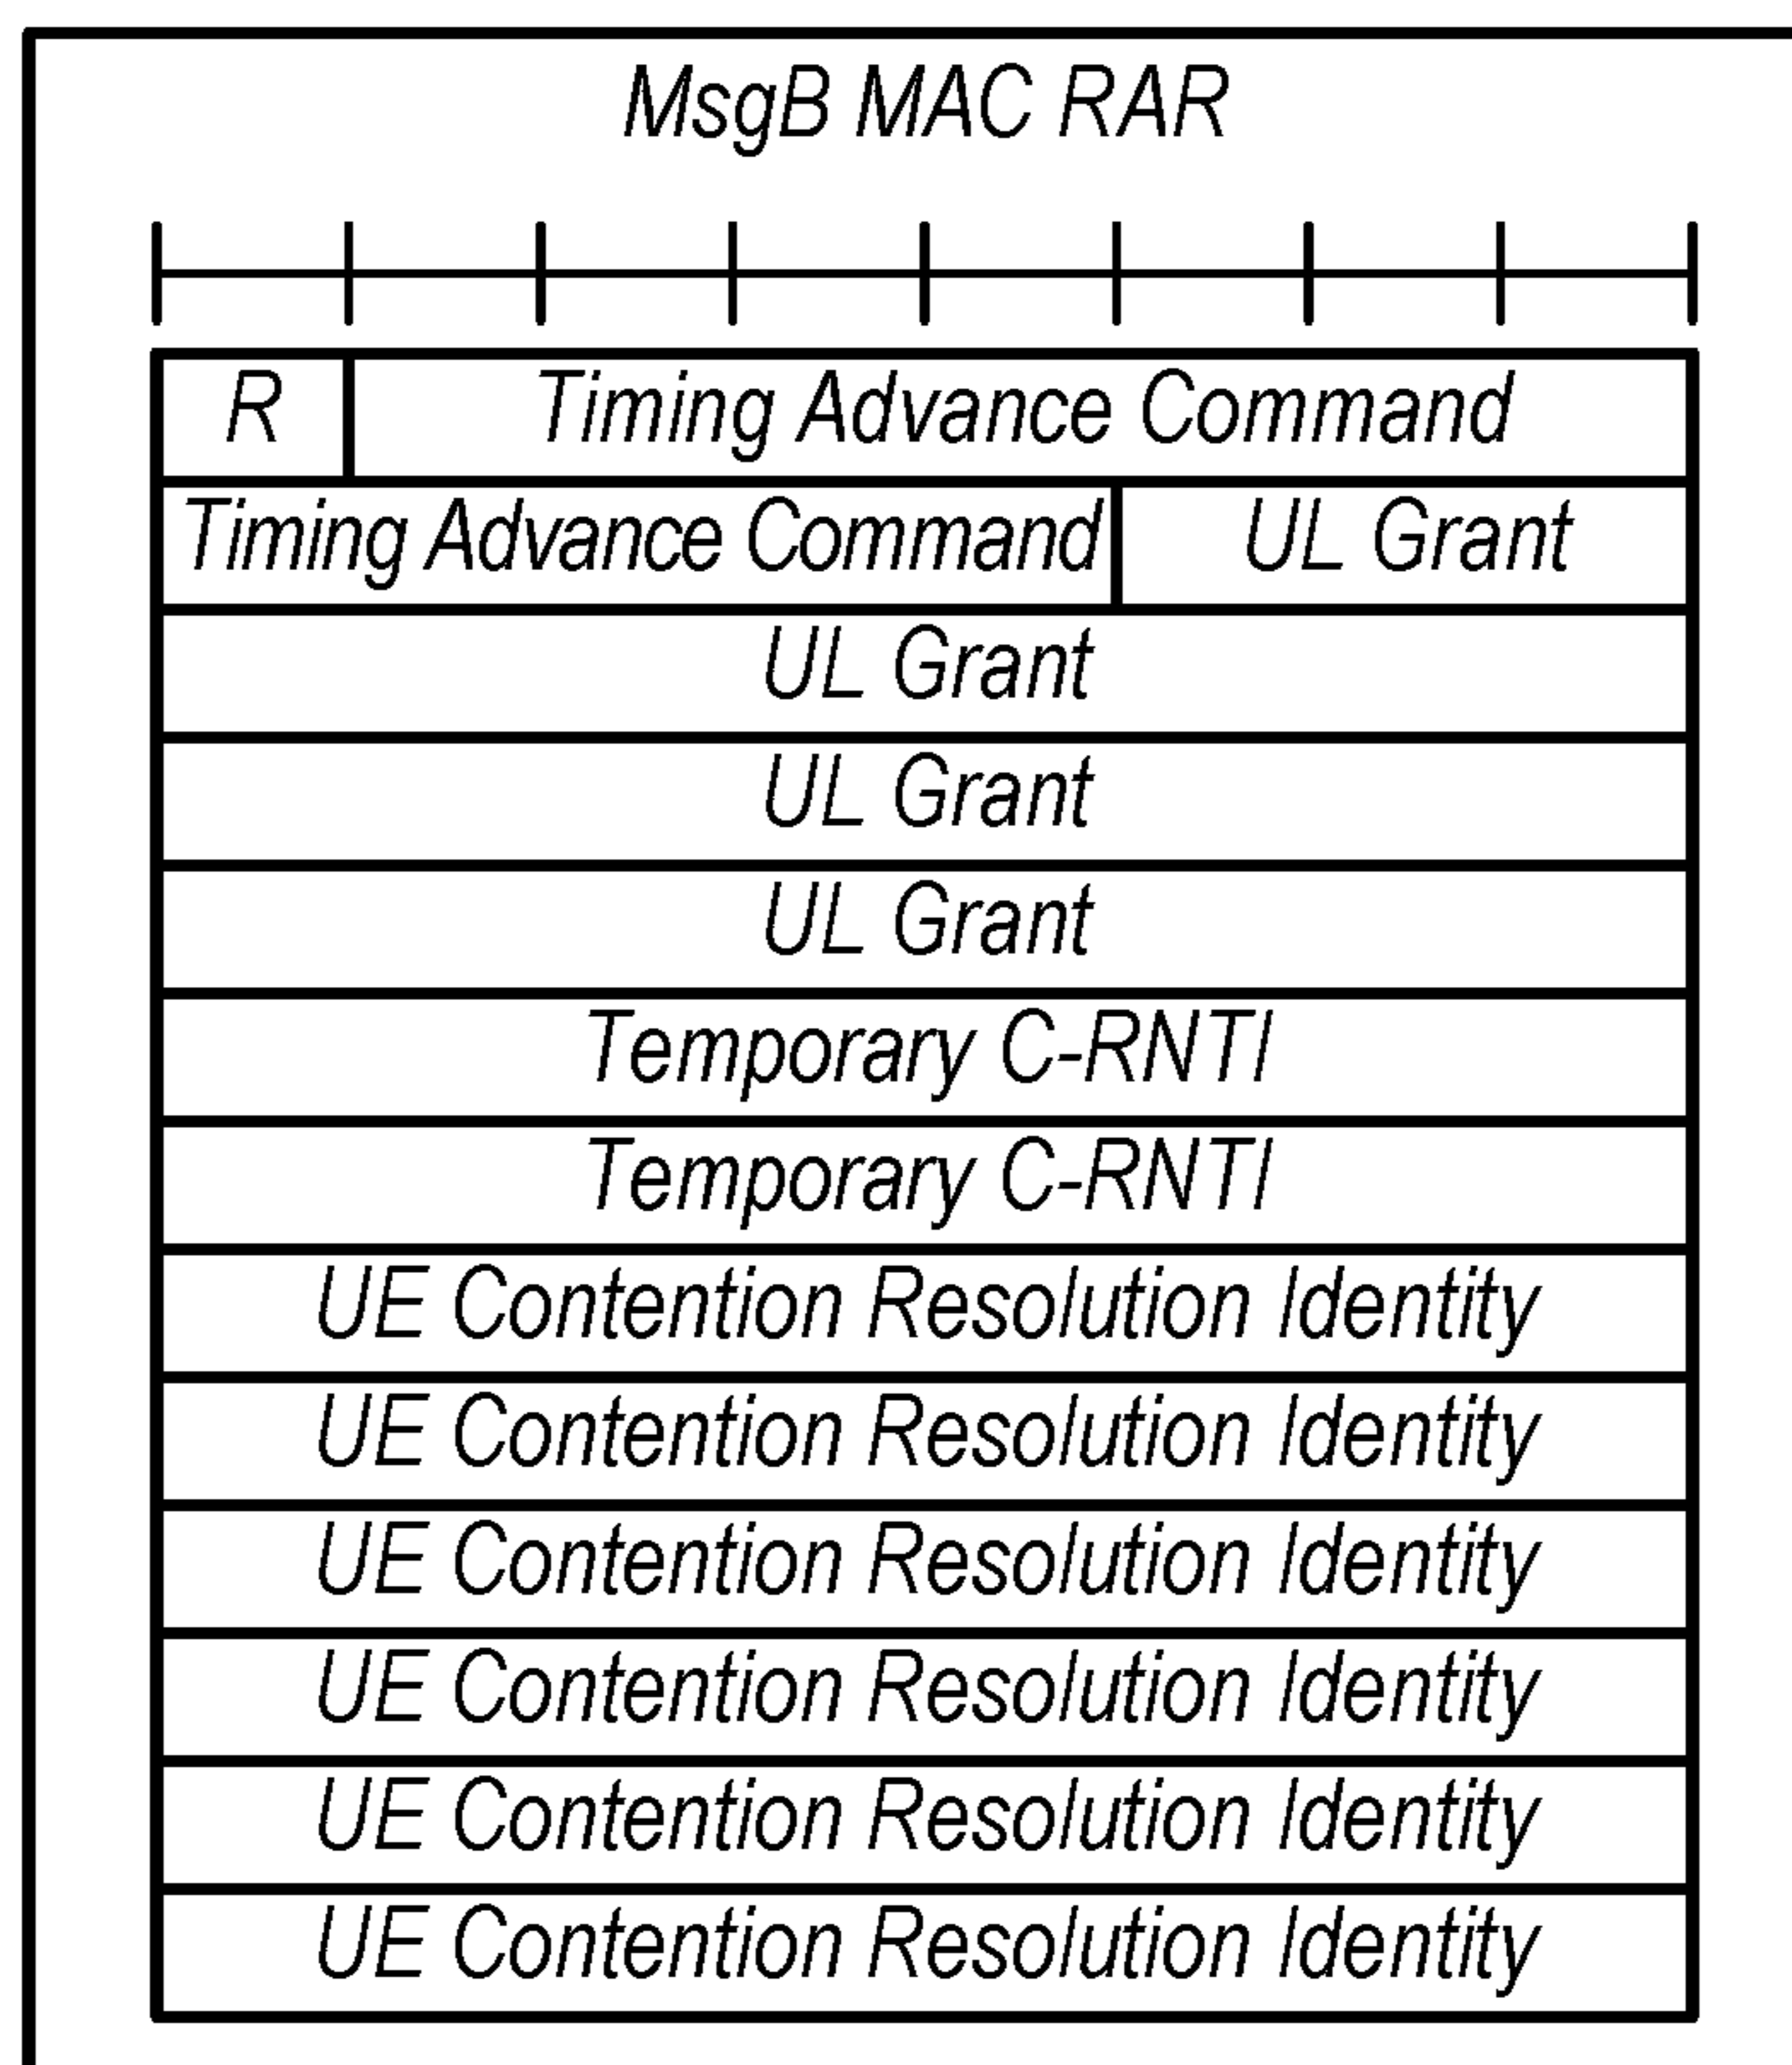 MsgB MAC RAR
R Timing Advance Command
Timing Advance Command UL Grant
UL Grant
UL Grant
UL Grant
Temporary C-RNTI
Temporary C-RNTI
UE Contention Resolution Identity
UE Contention Resolution Identity
UE Contention Resolution Identity
UE Contention Resolution Identity
UE Contention Resolution Identity
UE Contention Resolution Identity